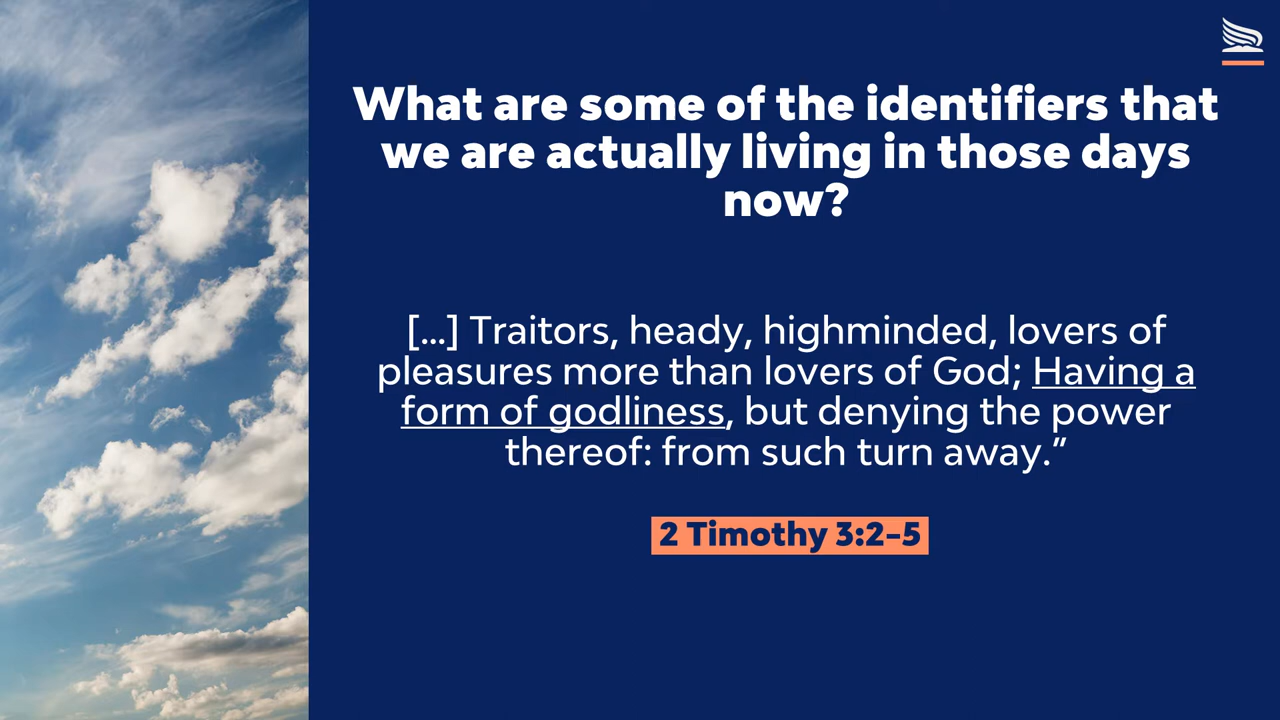 What are some of the identifiers that
we are actually living in those days
now?
[...] Traitors, heady, highminded, lovers of
pleasures more than lovers of God; Having a
form of godliness, but denying the power
thereof: from such turn away.”
2 Timothy 3:2-5